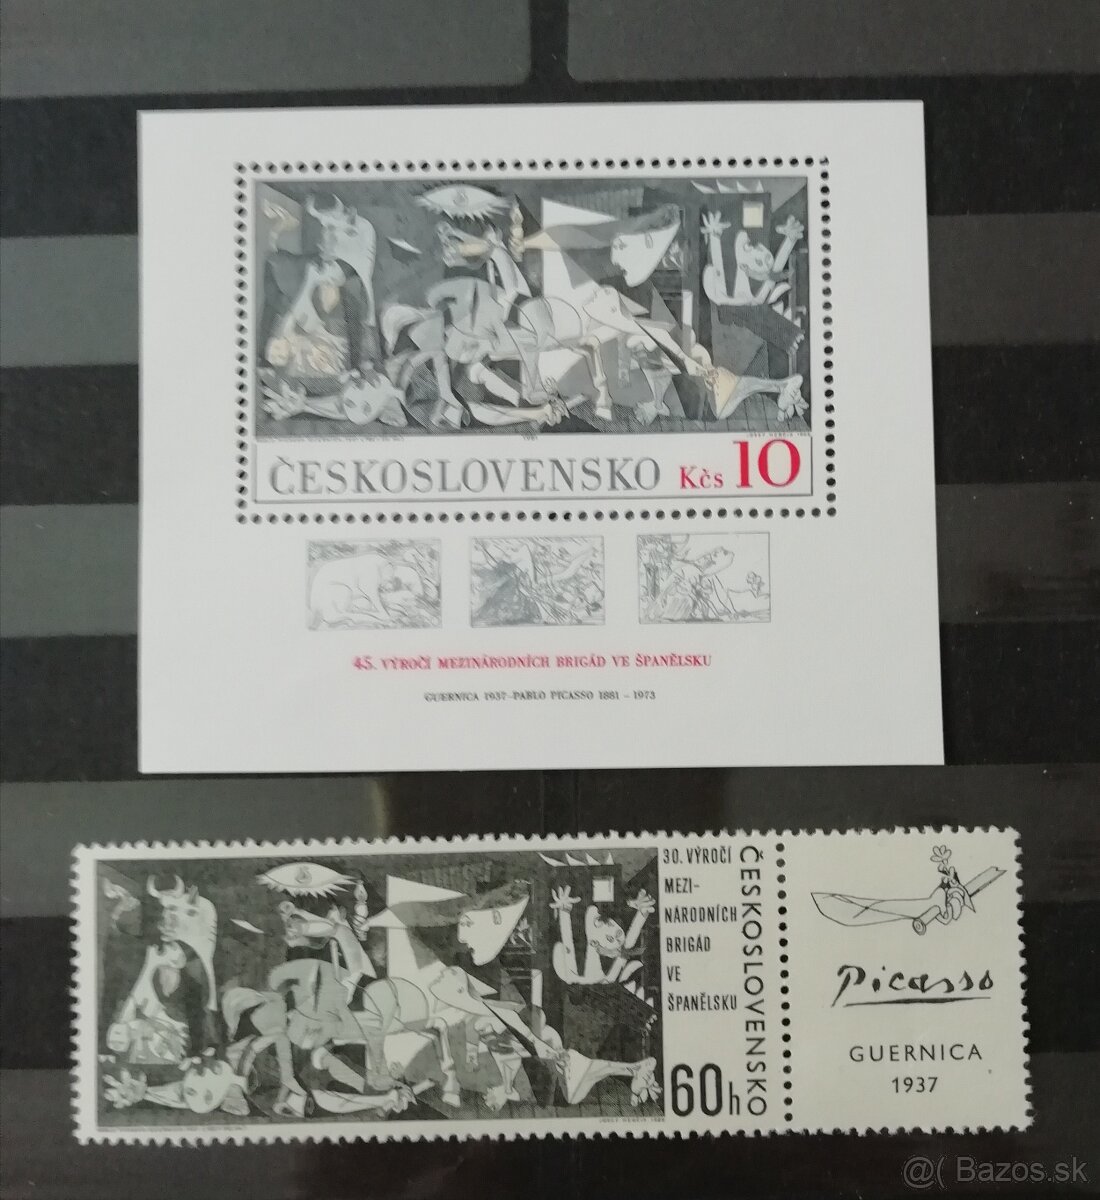 1981
ČESKOSLOVENSKO Kčs 10
45. VÝROČÍ MEZINÁRODNÍCH BRIGÁD VE ŠPANĚLSKU
GUERNICA 1937–PABLO PICASSO 1881 – 1973
30. VÝROČÍ
MEZI-
NÁRODNÍCH
BRIGÁD
VE
ŠPANĚLSKU
60h
ČESKOSLOVENSKO
Picasso
GUERNICA
1937
@( Bazos.sk